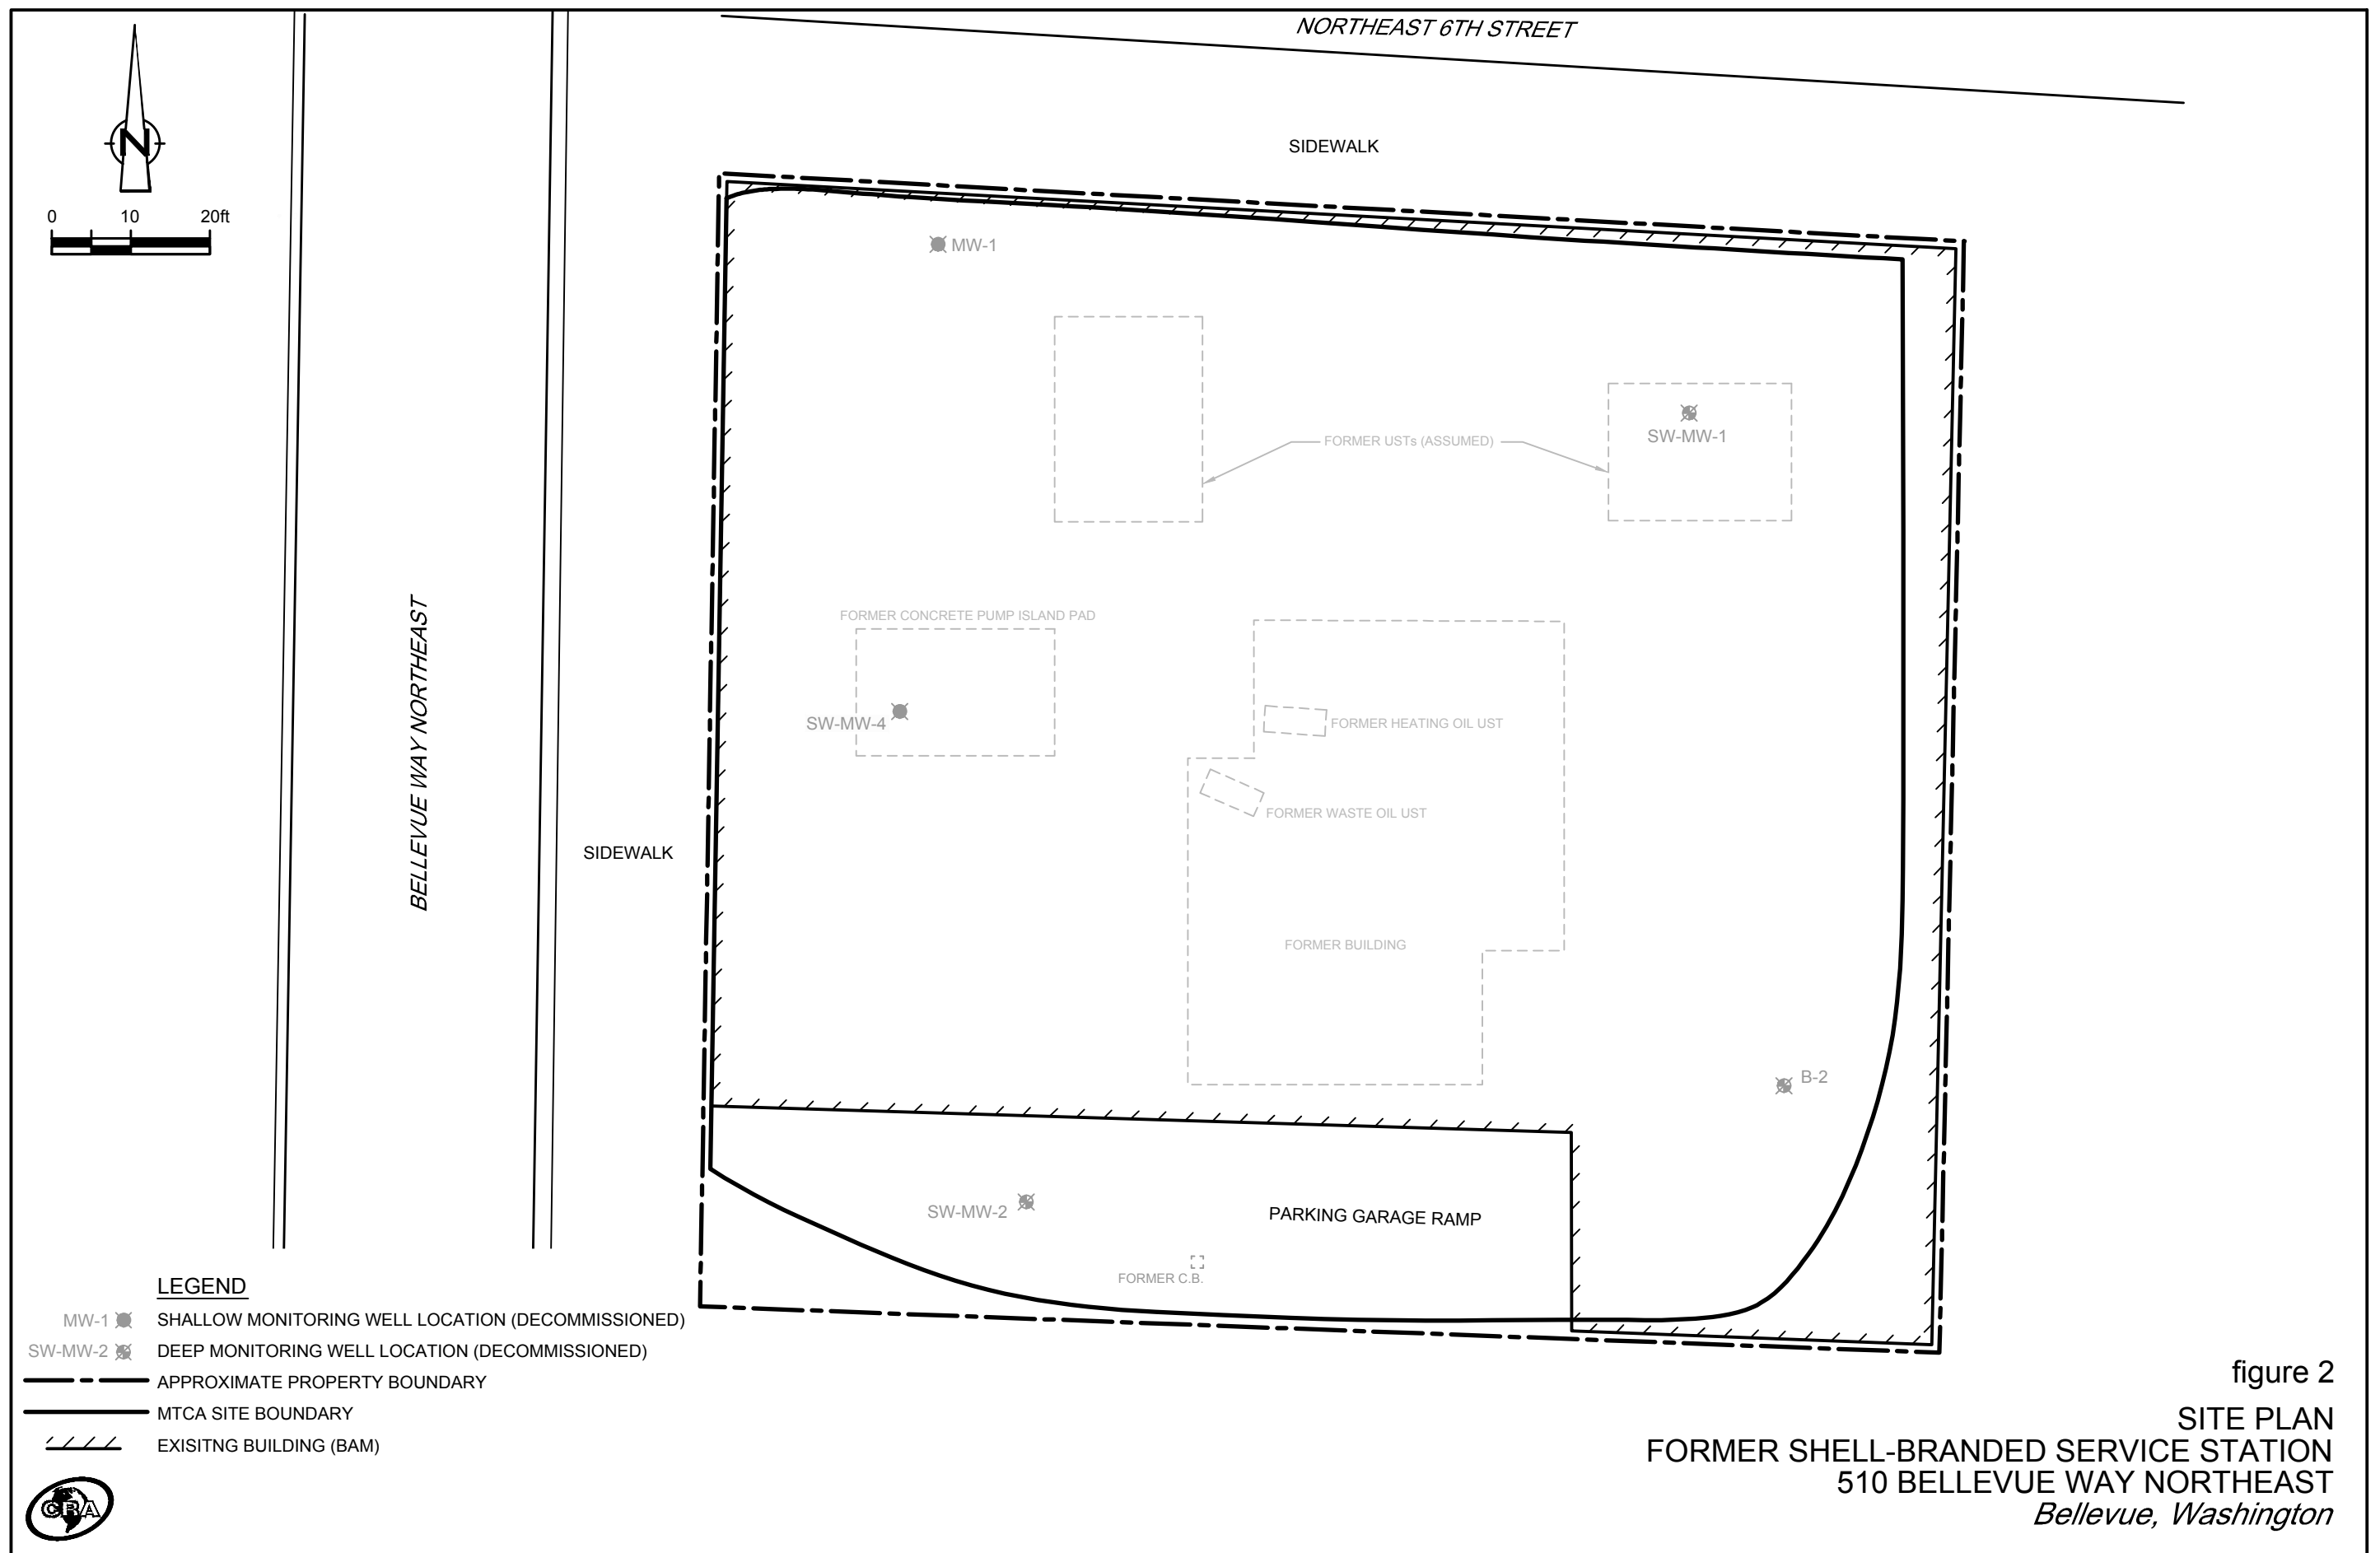 NORTHEAST 6TH STREET
N
SIDEWALK
0 10 20ft
MW-1
FORMER USTs (ASSUMED)
SW-MW-1
FORMER CONCRETE PUMP ISLAND PAD
BELLEVUE WAY NORTHEAST
SW-MW-4
FORMER HEATING OIL UST
FORMER WASTE OIL UST
SIDEWALK
FORMER BUILDING
B-2
SW-MW-2
PARKING GARAGE RAMP
FORMER C.B.
LEGEND
MW-1 SHALLOW MONITORING WELL LOCATION (DECOMMISSIONED)
SW-MW-2 DEEP MONITORING WELL LOCATION (DECOMMISSIONED)
APPROXIMATE PROPERTY BOUNDARY
MTCA SITE BOUNDARY
EXISITNG BUILDING (BAM)
CRA
figure 2
SITE PLAN
FORMER SHELL-BRANDED SERVICE STATION
510 BELLEVUE WAY NORTHEAST
Bellevue, Washington